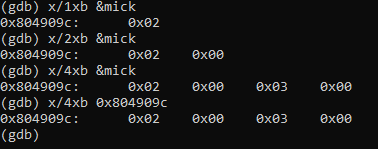 (gdb) x/1xb &mick
0x804909c:      0x02
(gdb) x/2xb &mick
0x804909c:      0x02    0x00
(gdb) x/4xb &mick
0x804909c:      0x02    0x00    0x03    0x00
(gdb) x/4xb 0x804909c
0x804909c:      0x02    0x00    0x03    0x00
(gdb)